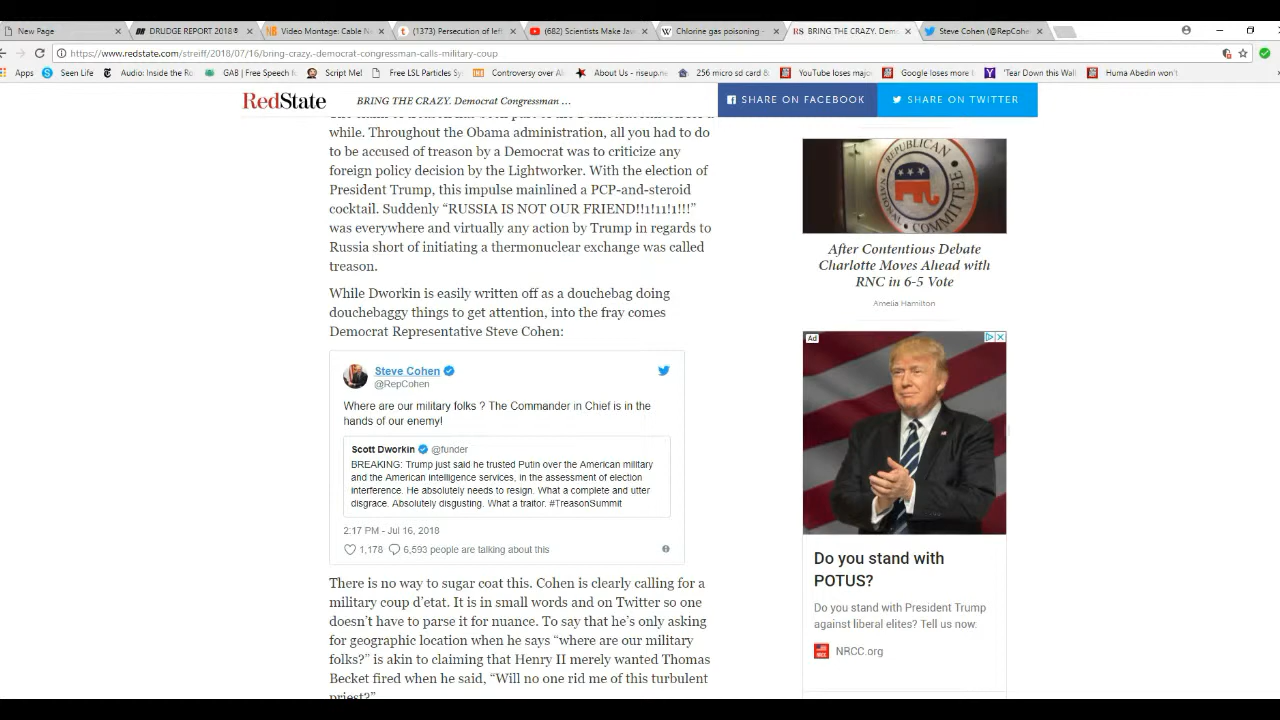 New Page
DRUDGE REPORT 2018®
Video Montage: Cable N
(1373) Persecution of left
(682) Scientists Make Jav
Chlorine gas poisoning -
BRING THE CRAZY. Dem
Steve Cohen (@RepCohe
https://www.redstate.com/streiff/2018/07/16/bring-crazy.-democrat-congressman-calls-military-coup
Apps
Seen Life
Audio: Inside the Ro
GAB | Free Speech fo
Script Mel
Free LSL Particles Sy
Controversy over Al
About Us - riseup.ne
256 micro sd card 8
YouTube loses major
Google loses more t
'Tear Down this Wall
Huma Abedin won't
RedState
BRING THE CRAZY. Democrat Congressman ...
SHARE ON FACEBOOK
SHARE ON TWITTER
while. Throughout the Obama administration, all you had to do
to be accused of treason by a Democrat was to criticize any
foreign policy decision by the Lightworker. With the election of
President Trump, this impulse mainlined a PCP-and-steroid
cocktail. Suddenly “RUSSIA IS NOT OUR FRIEND!!1!11!1!!!”
was everywhere and virtually any action by Trump in regards to
Russia short of initiating a thermonuclear exchange was called
treason.
While Dworkin is easily written off as a douchebag doing
douchebaggy things to get attention, into the fray comes
Democrat Representative Steve Cohen:
Steve Cohen
@RepCohen
Where are our military folks ? The Commander in Chief is in the
hands of our enemy!
Scott Dworkin @funder
BREAKING: Trump just said he trusted Putin over the American military
and the American intelligence services, in the assessment of election
interference. He absolutely needs to resign. What a complete and utter
disgrace. Absolutely disgusting. What a traitor. #TreasonSummit
2:17 PM - Jul 16, 2018
1,178 6,593 people are talking about this
There is no way to sugar coat this. Cohen is clearly calling for a
military coup d’etat. It is in small words and on Twitter so one
doesn’t have to parse it for nuance. To say that he’s only asking
for geographic location when he says “where are our military
folks?” is akin to claiming that Henry II merely wanted Thomas
Becket fired when he said, “Will no one rid me of this turbulent
priest?”
REPUBLICAN
NATIONAL COMMITTEE
After Contentious Debate
Charlotte Moves Ahead with
RNC in 6-5 Vote
Amelia Hamilton
Ad
Do you stand with
POTUS?
Do you stand with President Trump
against liberal elites? Tell us now.
NRCC.org